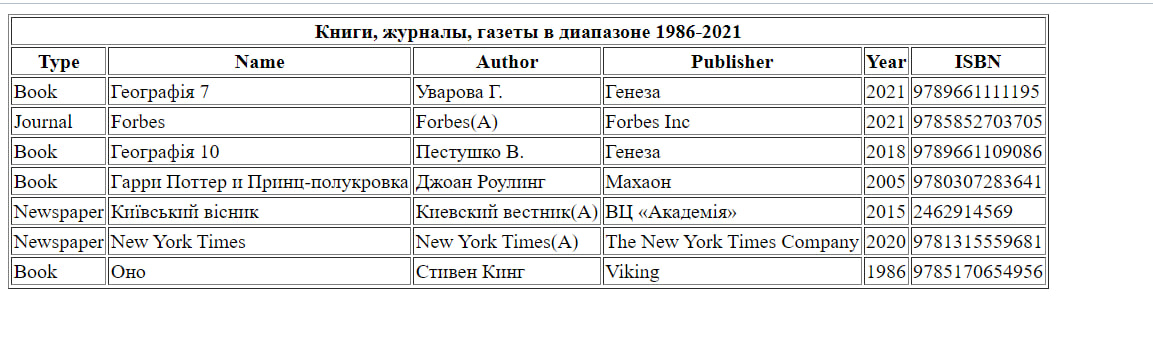 Книги, журналы, газеты в диапазоне 1986-2021
Type Name Author Publisher Year ISBN
Book Географія 7 Уварова Г. Генеза 2021 9789661111195
Journal Forbes Forbes(A) Forbes Inc 2021 9785852703705
Book Географія 10 Пестушко В. Генеза 2018 9789661109086
Book Гарри Поттер и Принц-полукровка Джоан Роулинг Махаон 2005 9780307283641
Newspaper Київський вісник Киевский вестник(А) ВЦ «Академія» 2015 2462914569
Newspaper New York Times New York Times(A) The New York Times Company 2020 9781315559681
Book Оно Стивен Кинг Viking 1986 9785170654956